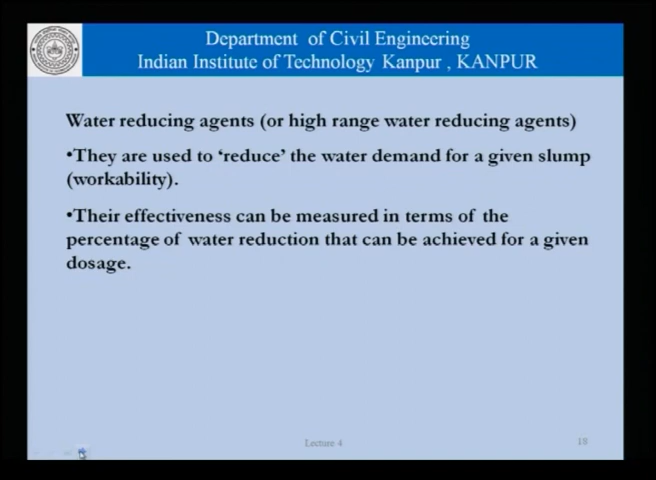 Department of Civil Engineering
Indian Institute of Technology Kanpur , KANPUR
Water reducing agents (or high range water reducing agents)
•They are used to ‘reduce’ the water demand for a given slump
(workability).
•Their effectiveness can be measured in terms of the
percentage of water reduction that can be achieved for a given
dosage.
Lecture 4
18